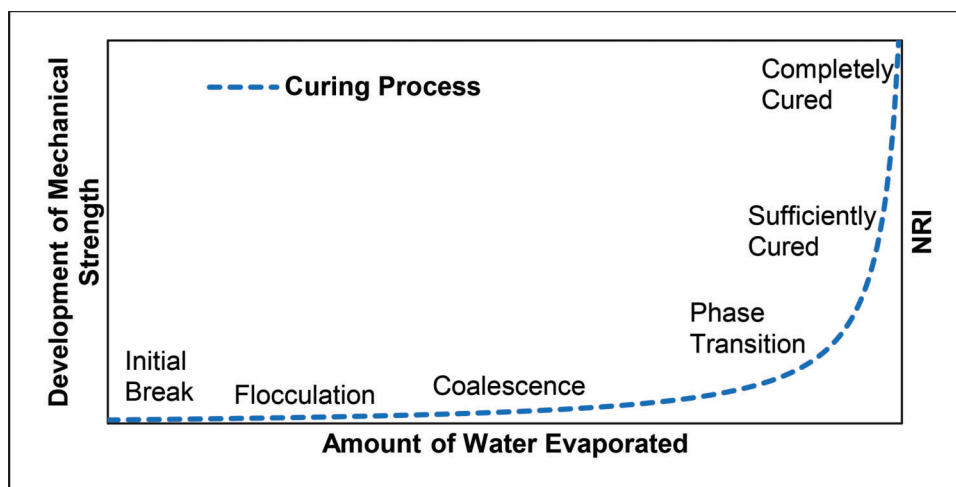 Curing Process
Completely
Cured
Sufficiently
Cured
Phase
Transition
Initial
Break
Flocculation
Coalescence
Development of Mechanical
Strength
NRI
Amount of Water Evaporated